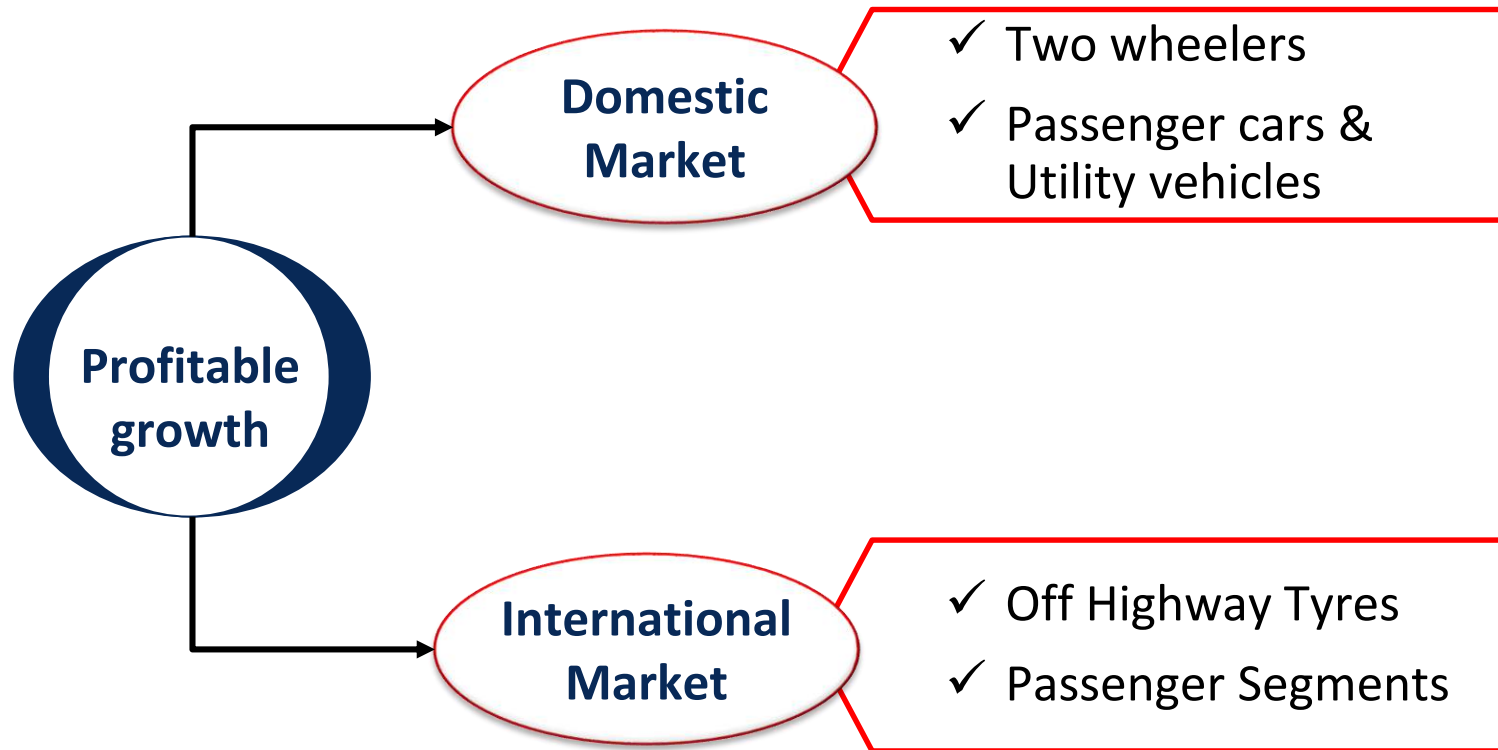 Domestic
Market
✓ Two wheelers
✓ Passenger cars &
Utility vehicles
Profitable
growth
International
Market
✓ Off Highway Tyres
✓ Passenger Segments